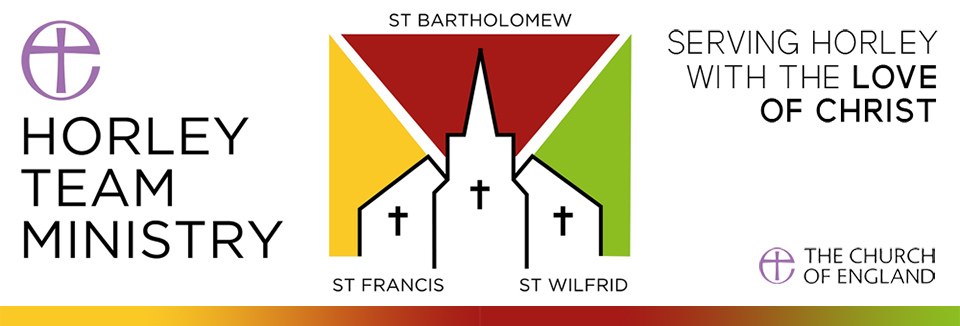 HORLEY
TEAM
MINISTRY
ST BARTHOLOMEW
ST FRANCIS
ST WILFRID
SERVING HORLEY
WITH THE LOVE
OF CHRIST
THE CHURCH
OF ENGLAND